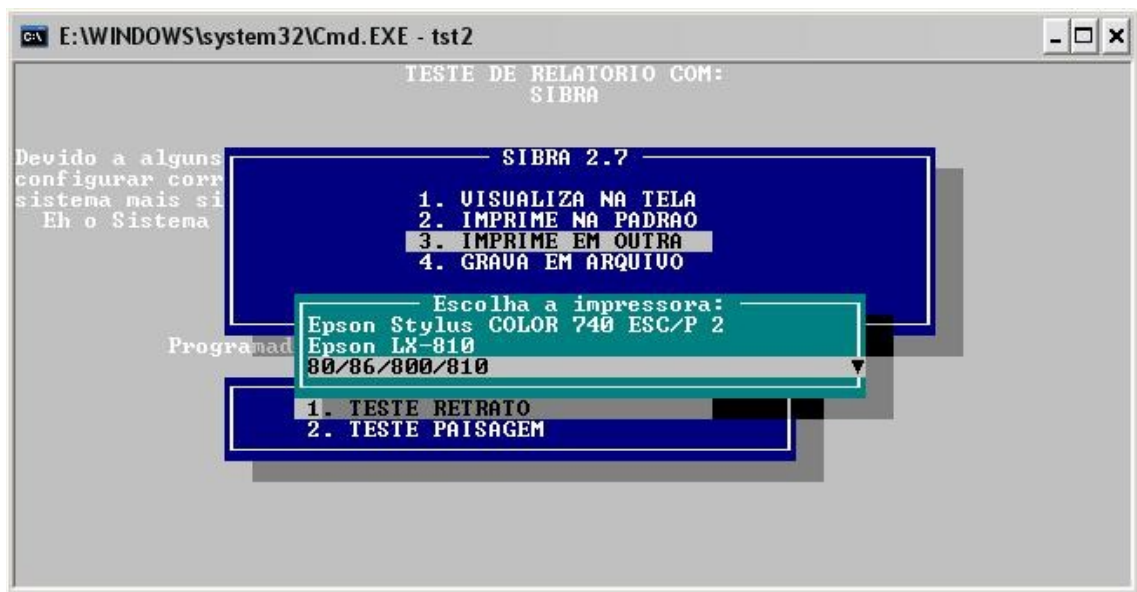 E:\WINDOWS\system32\Cmd.EXE - tst2
TESTE DE RELATORIO COM:
SIBRA
Devido a alguns
configurar corr
sistema mais si
Eh o Sistema
SIBRA 2.7
1. VISUALIZA NA TELA
2. IMPRIME NA PADRAO
3. IMPRIME EM OUTRA
4. GRAVA EM ARQUIVO
Escolha a impressora:
Epson Stylus COLOR 740 ESC/P 2
Epson LX-810
80/86/800/810
Programad
1. TESTE RETRATO
2. TESTE PAISAGEM